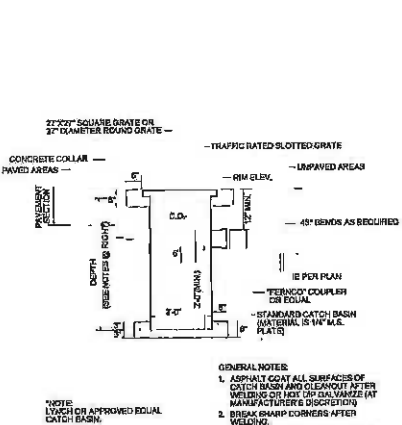 27"X27" SQUARE GRATE OR
27" DIAMETER ROUND GRATE
TRAFFIC RATED SLOTTED GRATE
CONCRETE COLLAR
PAVED AREAS
UNPAVED AREAS
RIM ELEV.
6"
12" MIN.
PAVEMENT
SECTION
45° BENDS AS REQUIRED
DEPTH
(SEE NOTES @ RIGHT)
6"
IE PER PLAN
"FERNCO" COUPLER
OR EQUAL
2'-0"
6"
STANDARD CATCH BASIN
(MATERIAL IS 1/4" M.S.
PLATE)
6"
GENERAL NOTES:
1. ASPHALT COAT ALL SURFACES OF
CATCH BASIN AND CLEANOUT AFTER
WELDING OR HOT DIP GALVANIZE (AT
MANUFACTURER'S DISCRETION)
2. BREAK SHARP CORNERS AFTER
WELDING.
*NOTE:
LYNCH OR APPROVED EQUAL
CATCH BASIN.